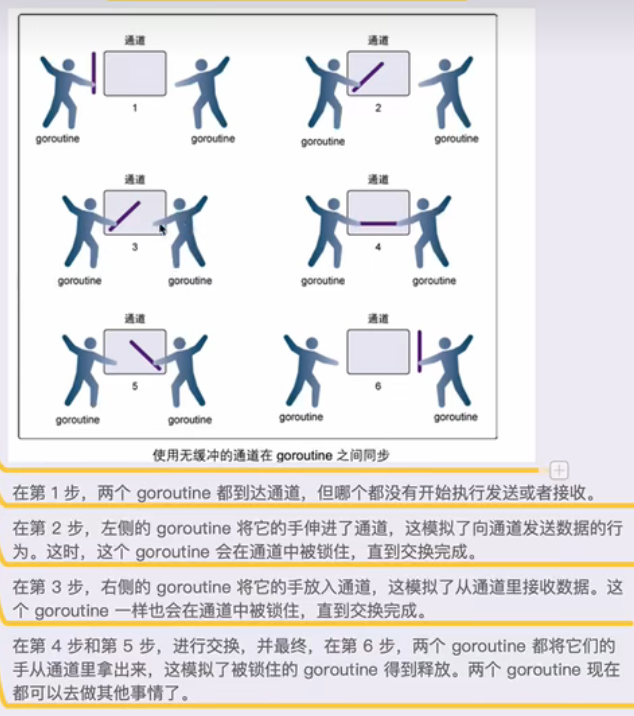 通道
通道
goroutine
1
goroutine
goroutine
2
goroutine
通道
通道
goroutine
3
goroutine
goroutine
4
goroutine
通道
通道
goroutine
5
goroutine
goroutine
6
goroutine
使用无缓冲的通道在 goroutine 之间同步
在第 1 步，两个 goroutine 都到达通道，但哪个都没有开始执行发送或者接收。
在第 2 步，左侧的 goroutine 将它的手伸进了通道，这模拟了向通道发送数据的行
为。这时，这个 goroutine 会在通道中被锁住，直到交换完成。
在第 3 步，右侧的 goroutine 将它的手放入通道，这模拟了从通道里接收数据。这
个 goroutine 一样也会在通道中被锁住，直到交换完成。
在第 4 步和第 5 步，进行交换，并最终，在第 6 步，两个 goroutine 都将它们的
手从通道里拿出来，这模拟了被锁住的 goroutine 得到释放。两个 goroutine 现在
都可以去做其他事情了。